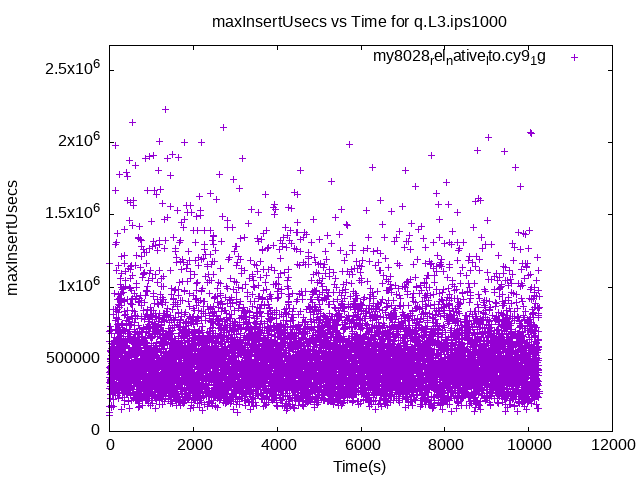 maxInsertUsecs vs Time for q.L3.ips1000
my8028_rel_native_lto.cy9_1g
2.5x10^6
2x10^6
1.5x10^6
1x10^6
500000
0
maxInsertUsecs
0 2000 4000 6000 8000 10000 12000
Time(s)